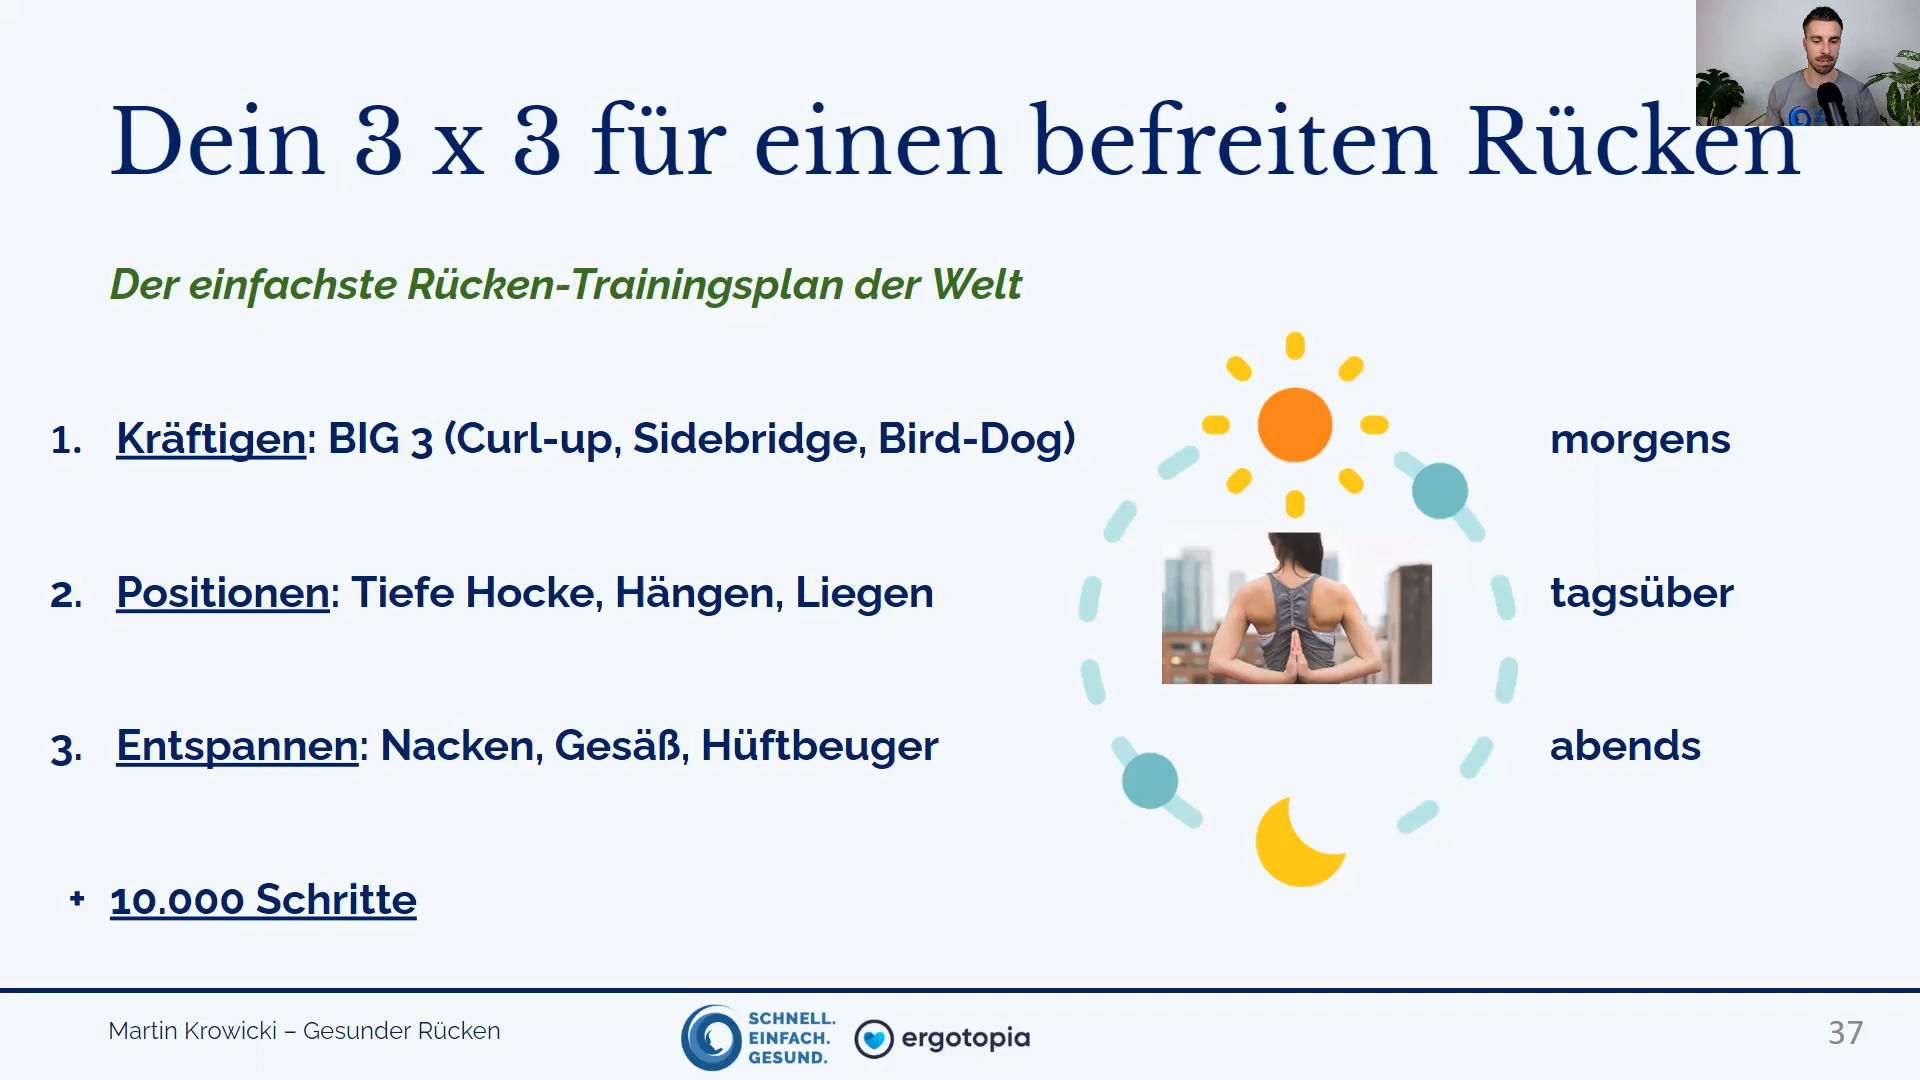 Dein 3 x 3 für einen befreiten Rücken
Der einfachste Rücken-Trainingsplan der Welt
1. Kräftigen: BIG 3 (Curl-up, Sidebridge, Bird-Dog)
morgens
2. Positionen: Tiefe Hocke, Hängen, Liegen
tagsüber
3. Entspannen: Nacken, Gesäß, Hüftbeuger
abends
+ 10.000 Schritte
Martin Krowicki – Gesunder Rücken
SCHNELL.
EINFACH.
GESUND.
ergotopia
37